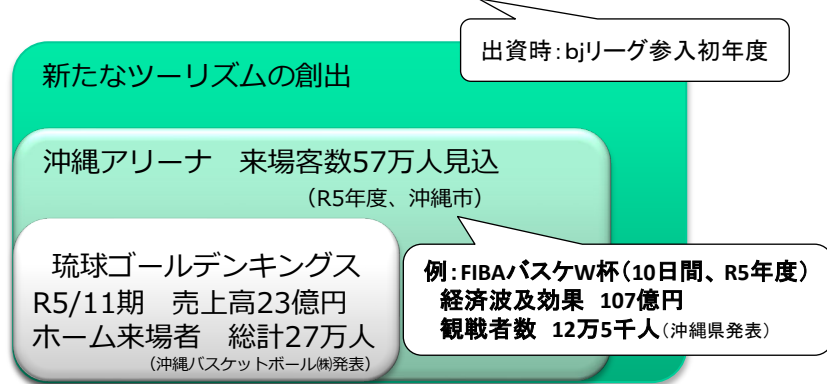 出資時:bjリーグ参入初年度
新たなツーリズムの創出
沖縄アリーナ 来場客数57万人見込
(R5年度、沖縄市)
琉球ゴールデンキングス
R5/11期 売上高23億円
ホーム来場者 総計27万人
(沖縄バスケットボール㈱発表)
例:FIBAバスケW杯(10日間、R5年度)
経済波及効果 107億円
観戦者数 12万5千人(沖縄県発表)